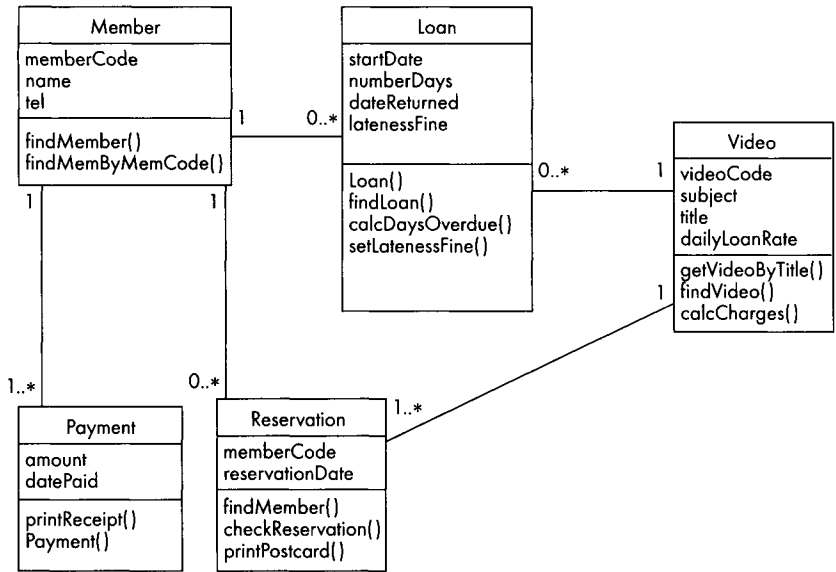 Member
memberCode
name
tel
findMember()
findMemByMemCode()
Loan
startDate
numberDays
dateReturned
latenessFine
Loan()
findLoan()
calcDaysOverdue()
setLatenessFine()
Video
videoCode
subject
title
dailyLoanRate
getVideoByTitle()
findVideo()
calcCharges()
1
0..*
0..*
1
1
1
1
1..*
0..*
1..*
Payment
amount
datePaid
printReceipt()
Payment()
Reservation
memberCode
reservationDate
findMember()
checkReservation()
printPostcard()